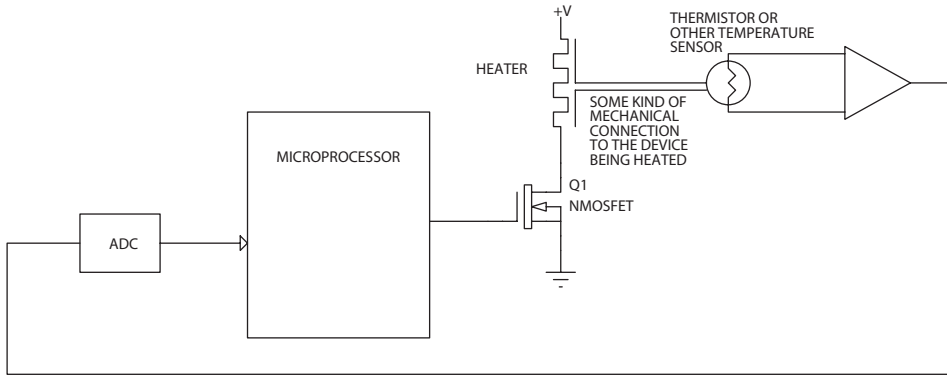 +V
THERMISTOR OR
OTHER TEMPERATURE
SENSOR
HEATER
SOME KIND OF
MECHANICAL
CONNECTION
TO THE DEVICE
BEING HEATED
MICROPROCESSOR
Q1
NMOSFET
ADC